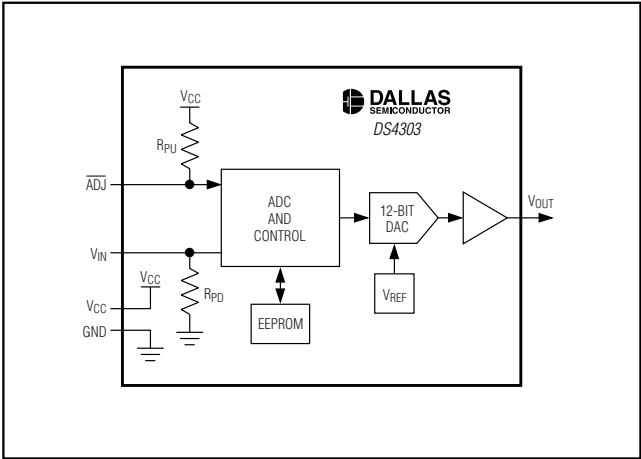 DALLAS
SEMICONDUCTOR
DS4303
VCC
RPU
ADJ
ADC
AND
CONTROL
12-BIT
DAC
VOUT
VIN
VCC
RPD
VCC
GND
EEPROM
VREF